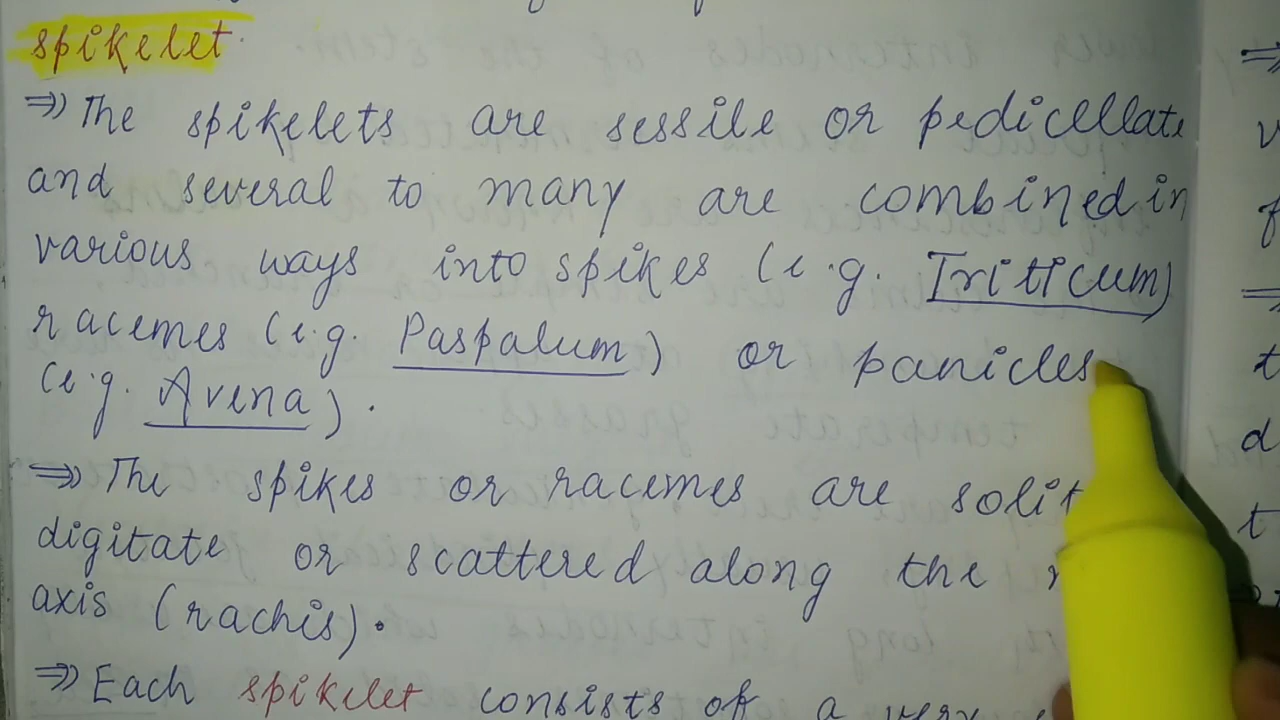 spikelet.
⇒ The spikelets are sessile or pedicellate
and several to many are combined in
various ways into spikes (e.g. Triticum)
racemes (e.g. Paspalum) or panicles
(e.g. Avena).
⇒ The spikes or racemes are solit
digitate or scattered along the
axis (rachis).
⇒ Each spikelet consists of a very